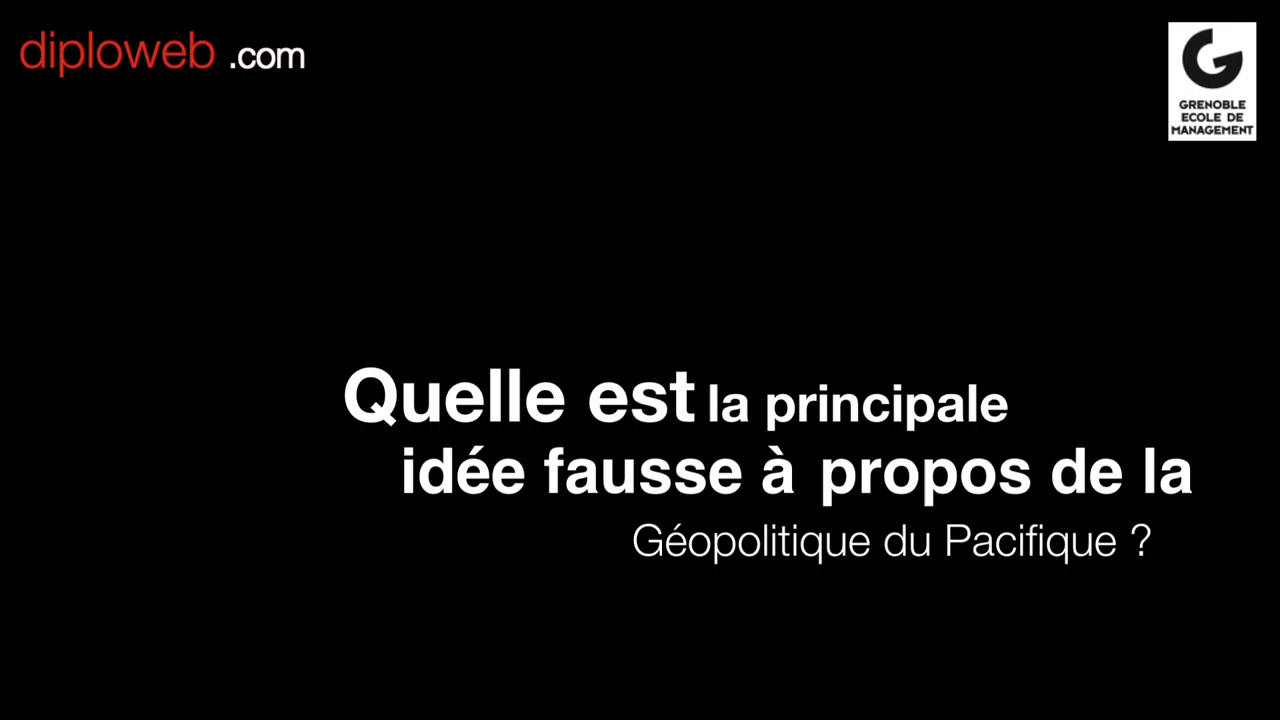 diploweb .com
GRENOBLE
ECOLE DE
MANAGEMENT
Quelle est la principale
idée fausse à propos de la
Géopolitique du Pacifique ?